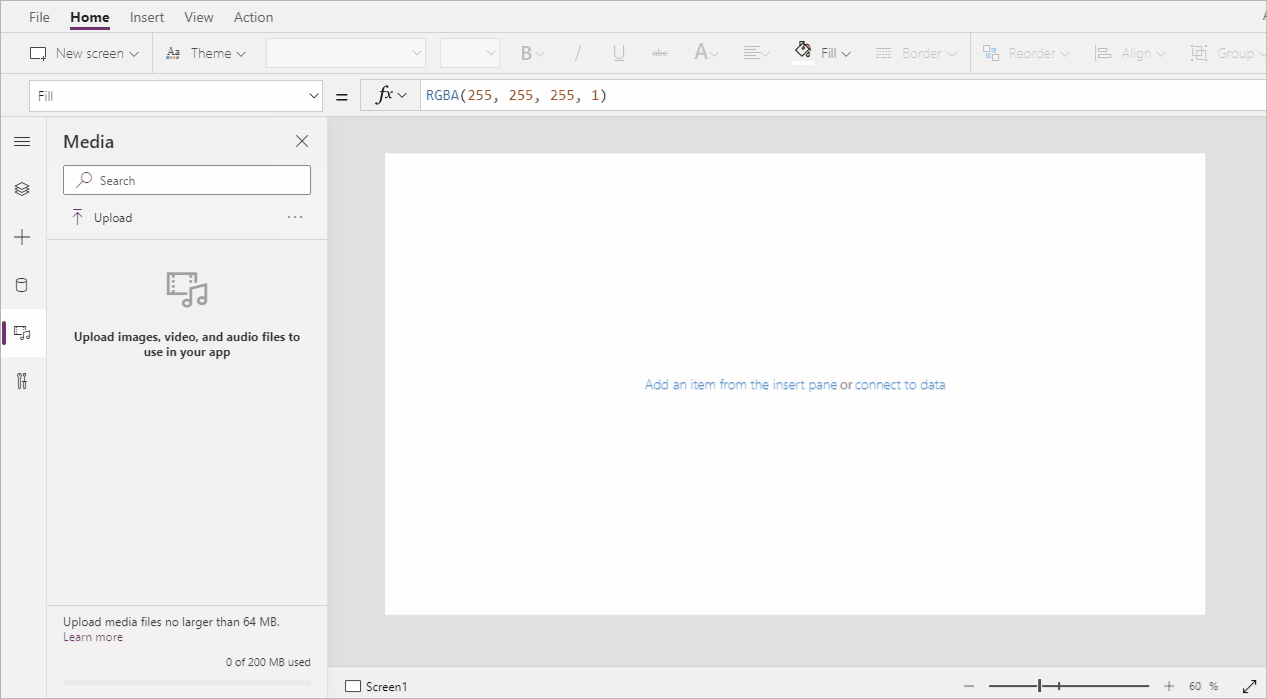 File Home Insert View Action
New screen Theme B / U abc A Fill Border Reorder Align Group
Fill = fx RGBA(255, 255, 255, 1)
Media
Search
Upload ...
Upload images, video, and audio files to
use in your app
Add an item from the insert pane or connect to data
Upload media files no larger than 64 MB.
Learn more
0 of 200 MB used
Screen1 60 %